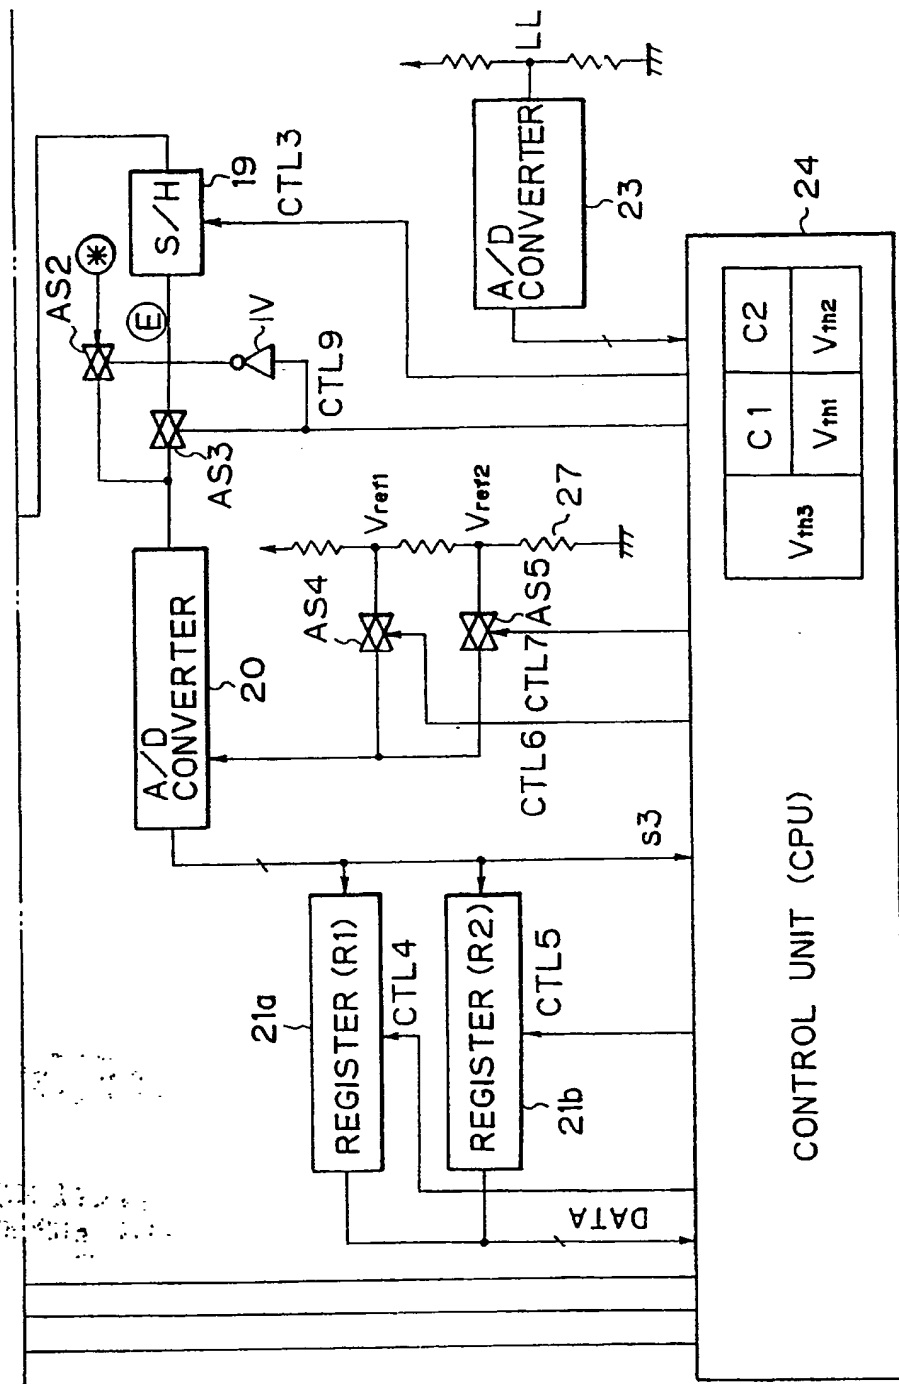 AS2
*
S/H
19
CTL3
E
IV
CTL9
AS3
A/D
CONVERTER
20
LL
A/D
CONVERTER
23
Vref1
Vref2
27
AS4
AS5
CTL6
CTL7
s3
REGISTER (R1)
21a
CTL4
REGISTER (R2)
21b
CTL5
DATA
24
C1
C2
Vth3
Vth1
Vth2
CONTROL UNIT (CPU)